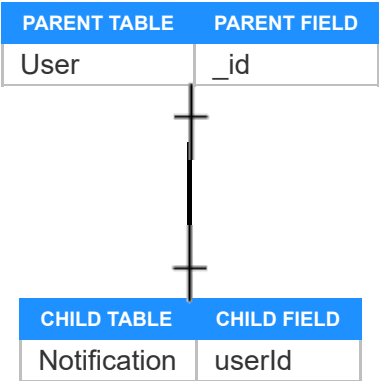 PARENT TABLE PARENT FIELD
User _id
CHILD TABLE CHILD FIELD
Notification userId